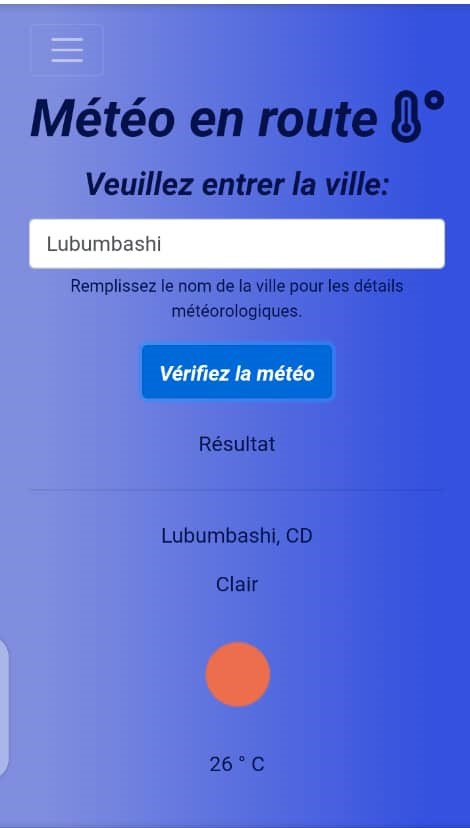 Météo en route
Veuillez entrer la ville:
Lubumbashi
Remplissez le nom de la ville pour les détails
météorologiques.
Vérifiez la météo
Résultat
Lubumbashi, CD
Clair
26 ° C